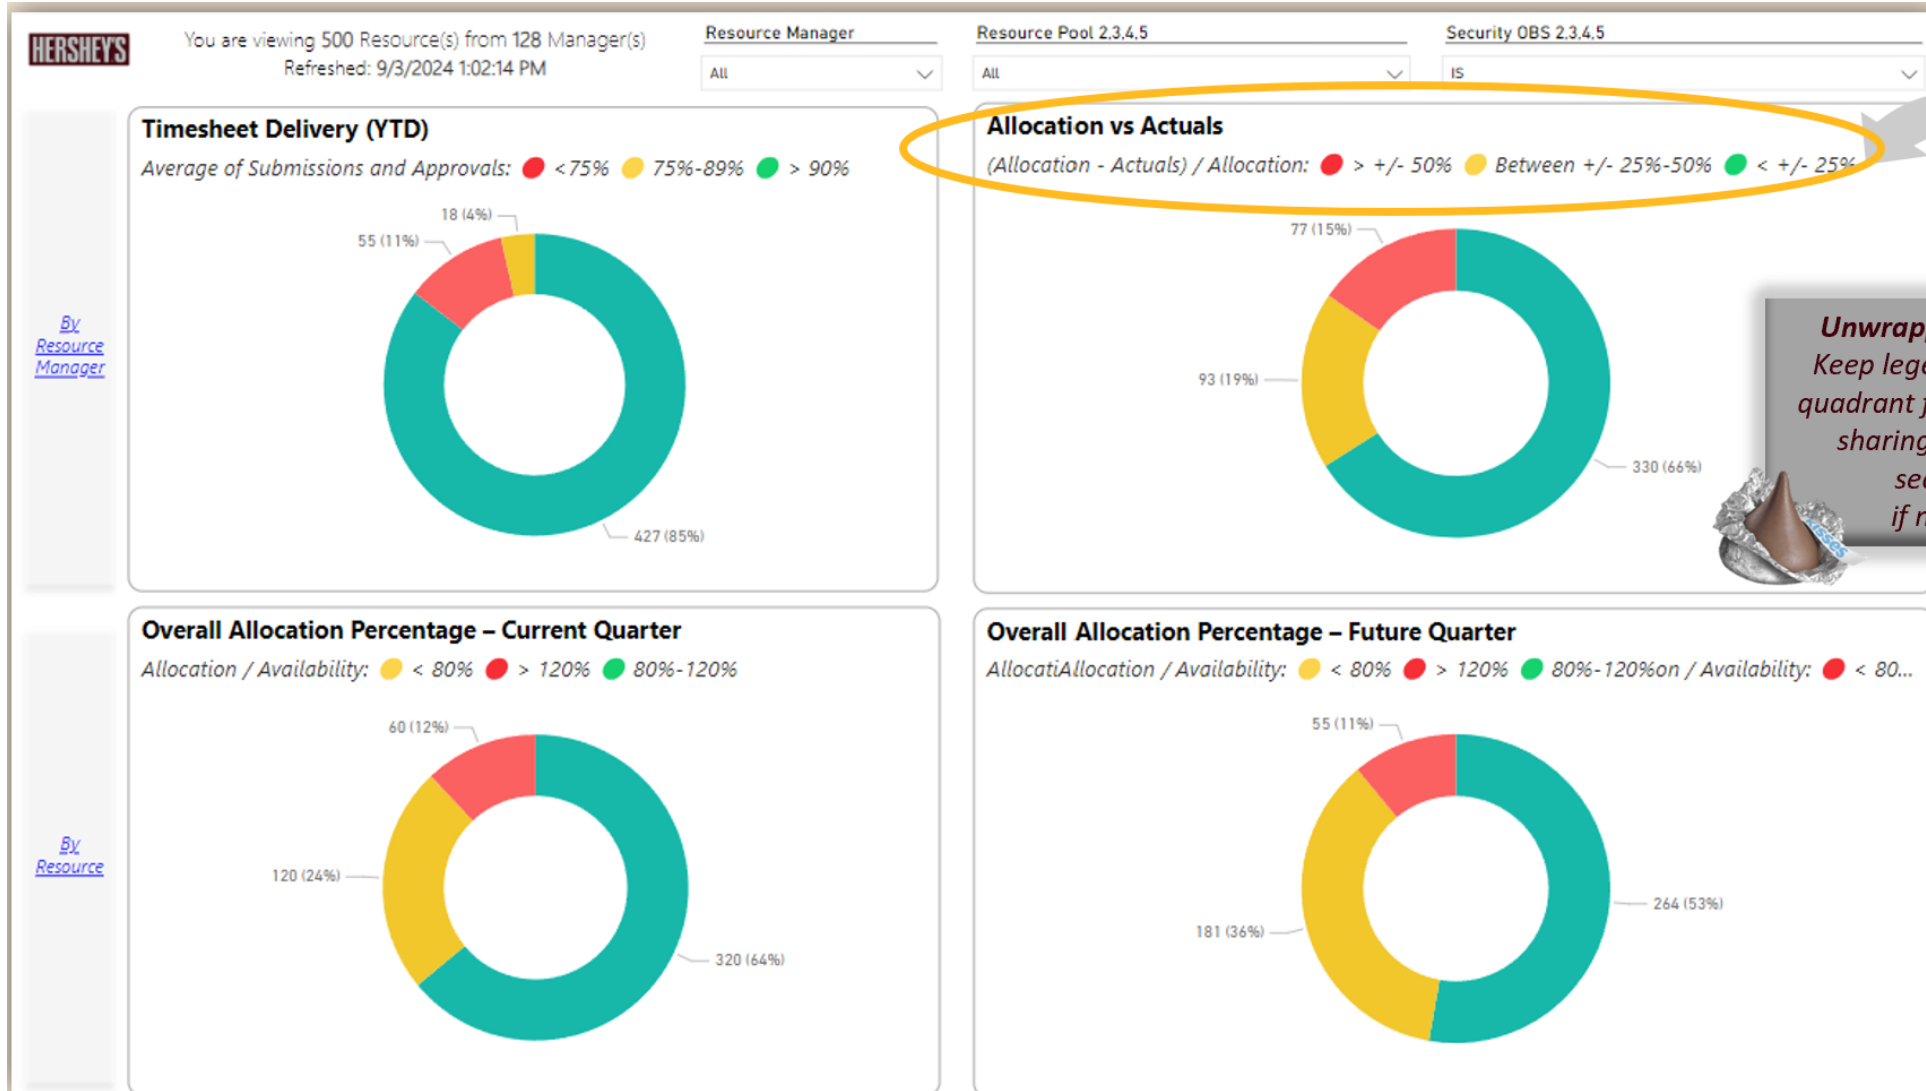 HERSHEY'S
You are viewing 500 Resource(s) from 128 Manager(s)
Refreshed: 9/3/2024 1:02:14 PM
Resource Manager
All
Resource Pool 2,3,4,5
All
Security OBS 2,3,4,5
IS
By
Resource
Manager
Timesheet Delivery (YTD)
Average of Submissions and Approvals: <75% 75%-89% > 90%
18 (4%)
55 (11%)
427 (85%)
Allocation vs Actuals
(Allocation - Actuals) / Allocation: > +/- 50% Between +/- 25%-50% < +/- 25%
77 (15%)
93 (19%)
330 (66%)
Keep
quadrant
sharing
if
KISSES
By
Resource
Overall Allocation Percentage – Current Quarter
Allocation / Availability: < 80% > 120% 80%-120%
60 (12%)
120 (24%)
320 (64%)
Overall Allocation Percentage – Future Quarter
AllocatiAllocation / Availability: < 80% > 120% 80%-120%on / Availability: < 80...
55 (11%)
181 (36%)
264 (53%)